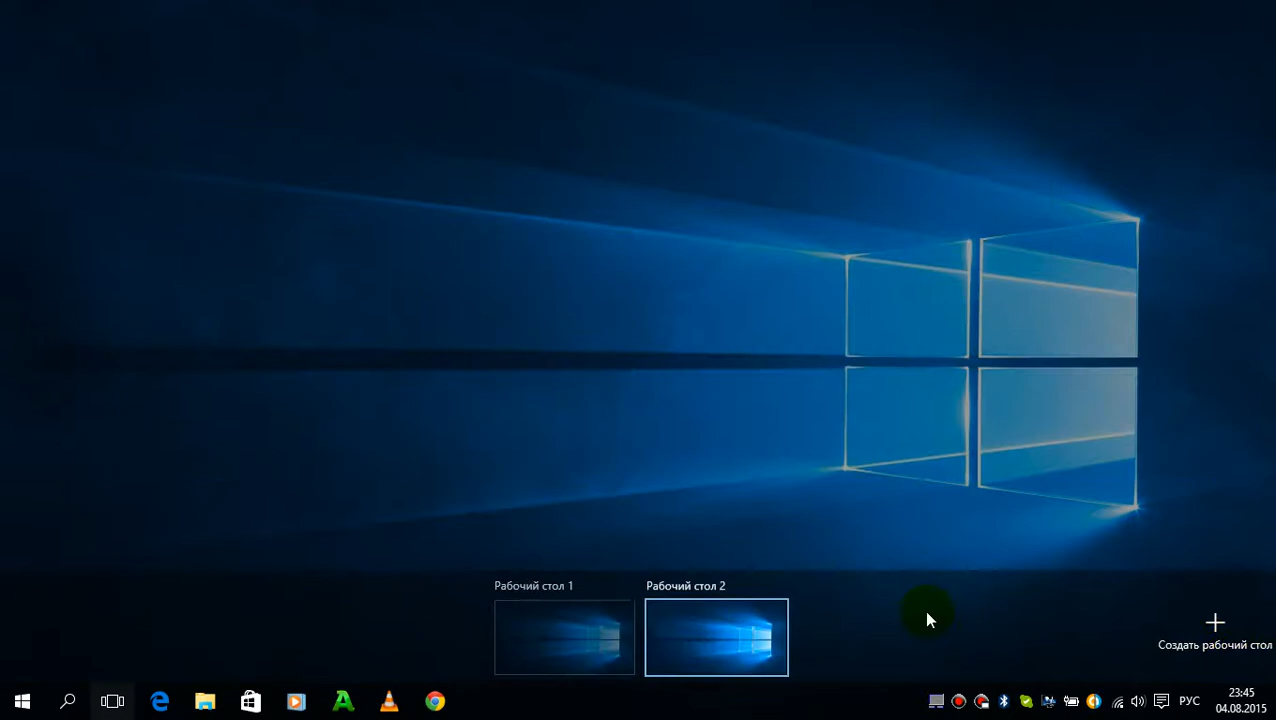 Рабочий стол 1
Рабочий стол 2
Создать рабочий стол
РУС
23:45
04.08.2015